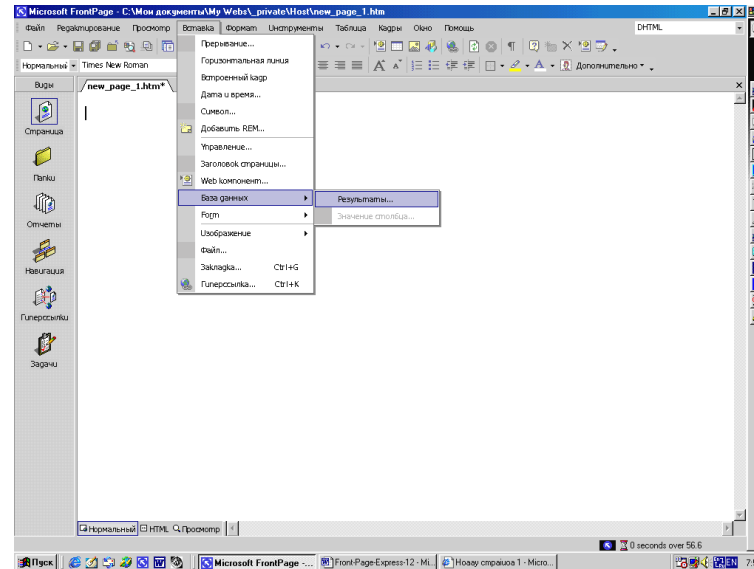 Microsoft FrontPage - C:\Мои документы\My Webs\_private\Host\new_page_1.htm
Файл Редактирование Просмотр Вставка Формат Инструменты Таблица Кадры Окно Помощь DHTML
Нормальный Times New Roman Дополнительно
Виды
new_page_1.htm*
Страница
Папки
Отчеты
Навигация
Гиперссылки
Задачи
Прерывание...
Горизонтальная линия
Встроенный кадр
Дата и время...
Символ...
Добавить REM...
Управление...
Заголовок страницы...
Web компонент...
База данных
Form
Изображение
Файл...
Закладка... Ctrl+G
Гиперссылка... Ctrl+K
Результаты...
Значение столбца...
Нормальный HTML Просмотр
0 seconds over 56.6
Пуск Microsoft FrontPage -... Front-Page-Express-12 - Mi... 1 - Micro... EN